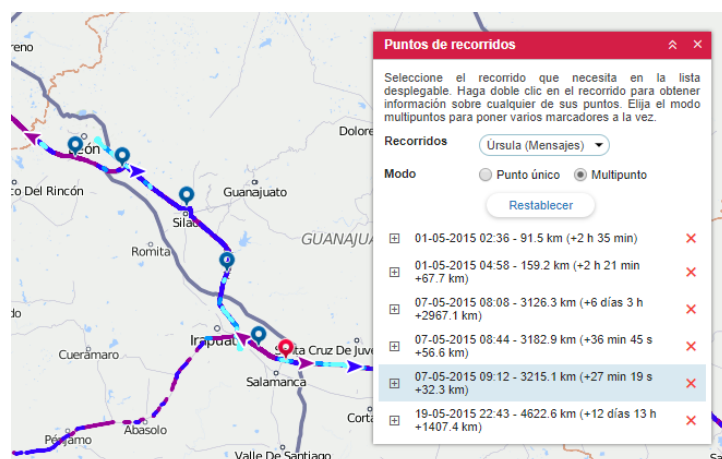 Puntos de recorridos
Seleccione el recorrido que necesita en la lista
desplegable. Haga doble clic en el recorrido para obtener
información sobre cualquier de sus puntos. Elija el modo
multipuntos para poner varios marcadores a la vez.
Recorridos
Úrsula (Mensajes)
Modo
Punto único
Multipunto
Restablecer
01-05-2015 02:36 - 91.5 km (+2 h 35 min)
01-05-2015 04:58 - 159.2 km (+2 h 21 min
+67.7 km)
07-05-2015 08:08 - 3126.3 km (+6 días 3 h
+2967.1 km)
07-05-2015 08:44 - 3182.9 km (+36 min 45 s
+56.6 km)
07-05-2015 09:12 - 3215.1 km (+27 min 19 s
+32.3 km)
19-05-2015 22:43 - 4622.6 km (+12 días 13 h
+1407.4 km)
reno
Dolore
co Del Rincón
Guanajuato
Silao
GUANAJUA
Romita
do
Irapuat
Cruz De Juve
Cuerámaro
Salamanca
Cort
Abasolo
Pénjamo
Valle De Santiago